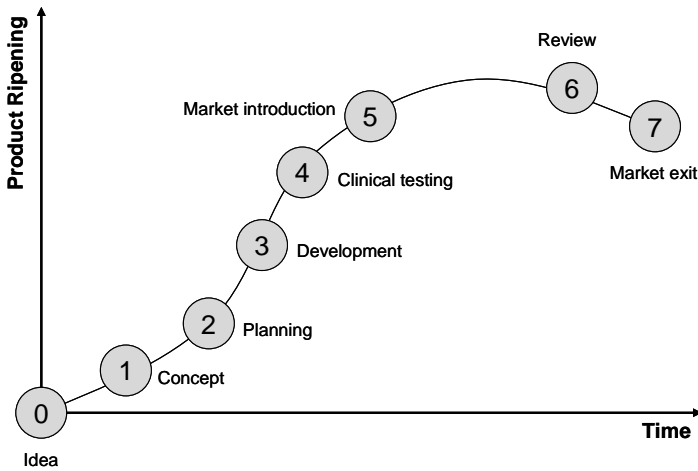 Product Ripening
Review
6
Market introduction
5
7
Market exit
4
Clinical testing
3
Development
2
Planning
1
Concept
0
Time
Idea